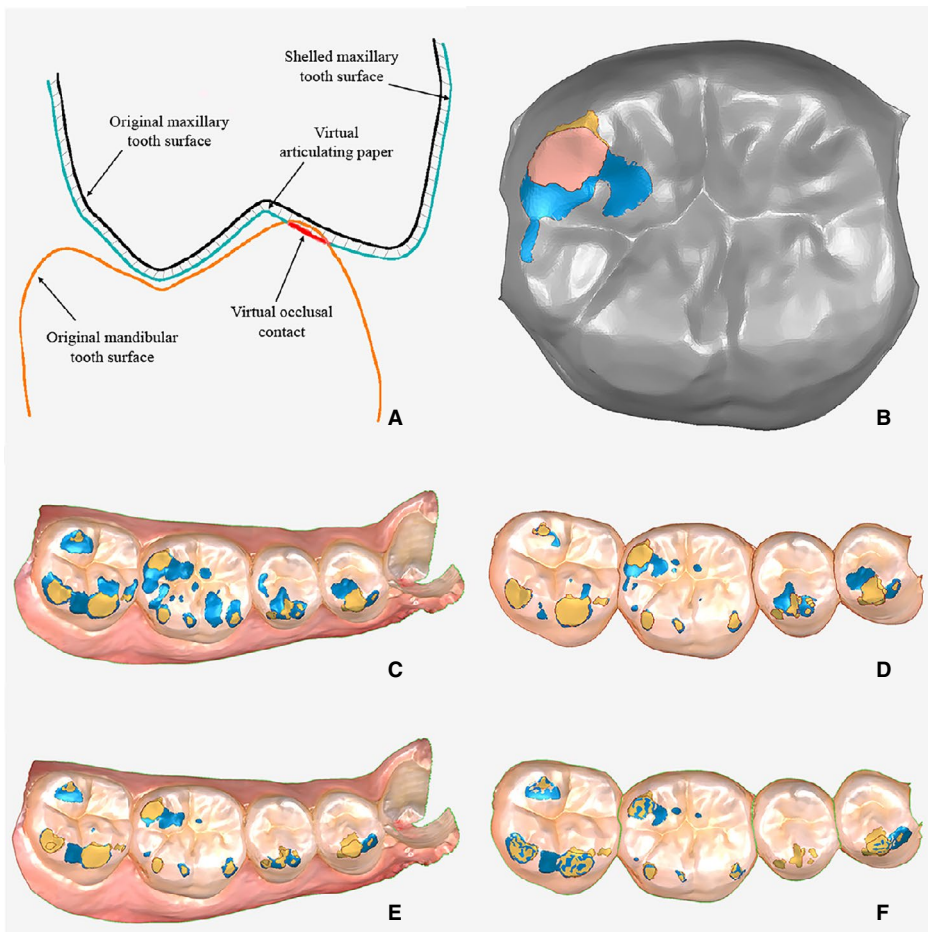 Shelled maxillary
tooth surface
Original maxillary
tooth surface
Virtual
articulating paper
Virtual occlusal
contact
Original mandibular
tooth surface
A
B
C
D
E
F